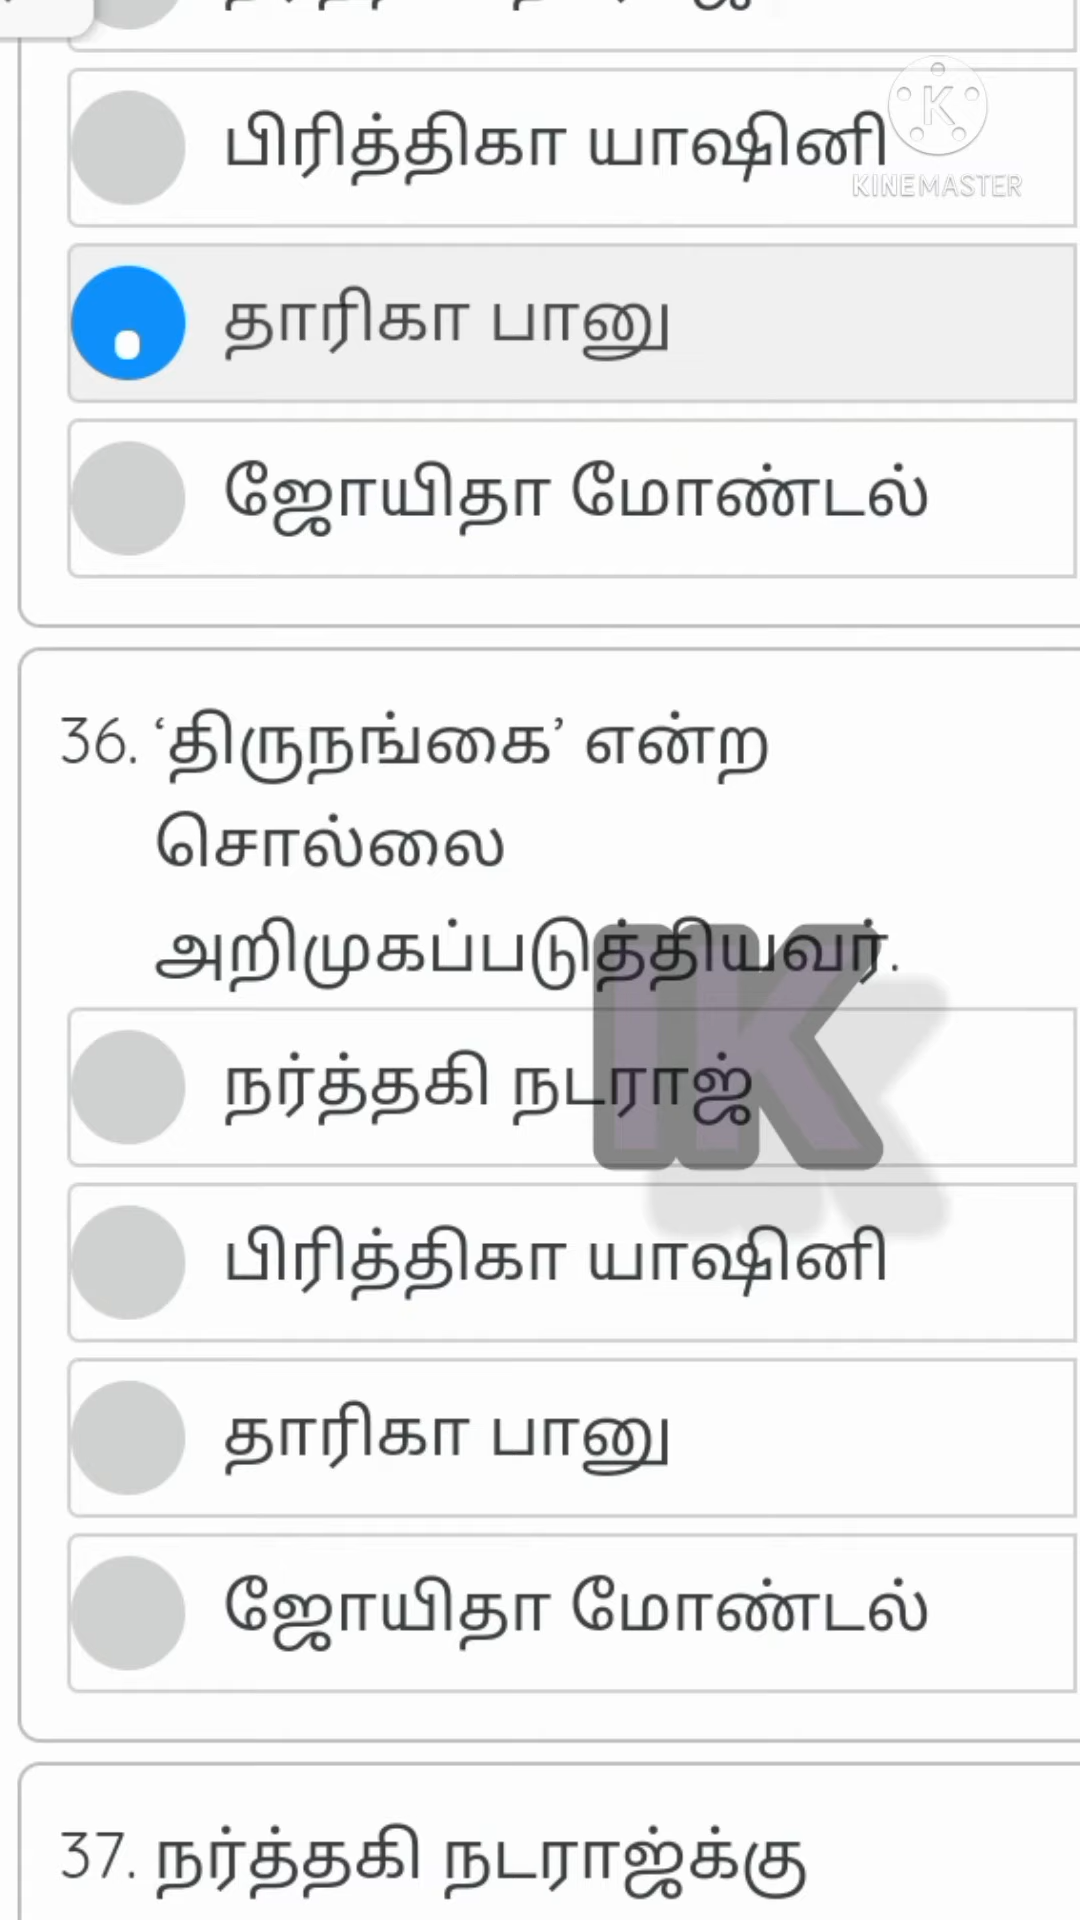 பிரித்திகா யாஷினி
KINEMASTER
தாரிகா பானு
ஜோயிதா மோண்டல்
36. ‘திருநங்கை’ என்ற
சொல்லை
அறிமுகப்படுத்தியவர்.
IK
நர்த்தகி நடராஜ்
பிரித்திகா யாஷினி
தாரிகா பானு
ஜோயிதா மோண்டல்
37. நர்த்தகி நடராஜ்க்கு